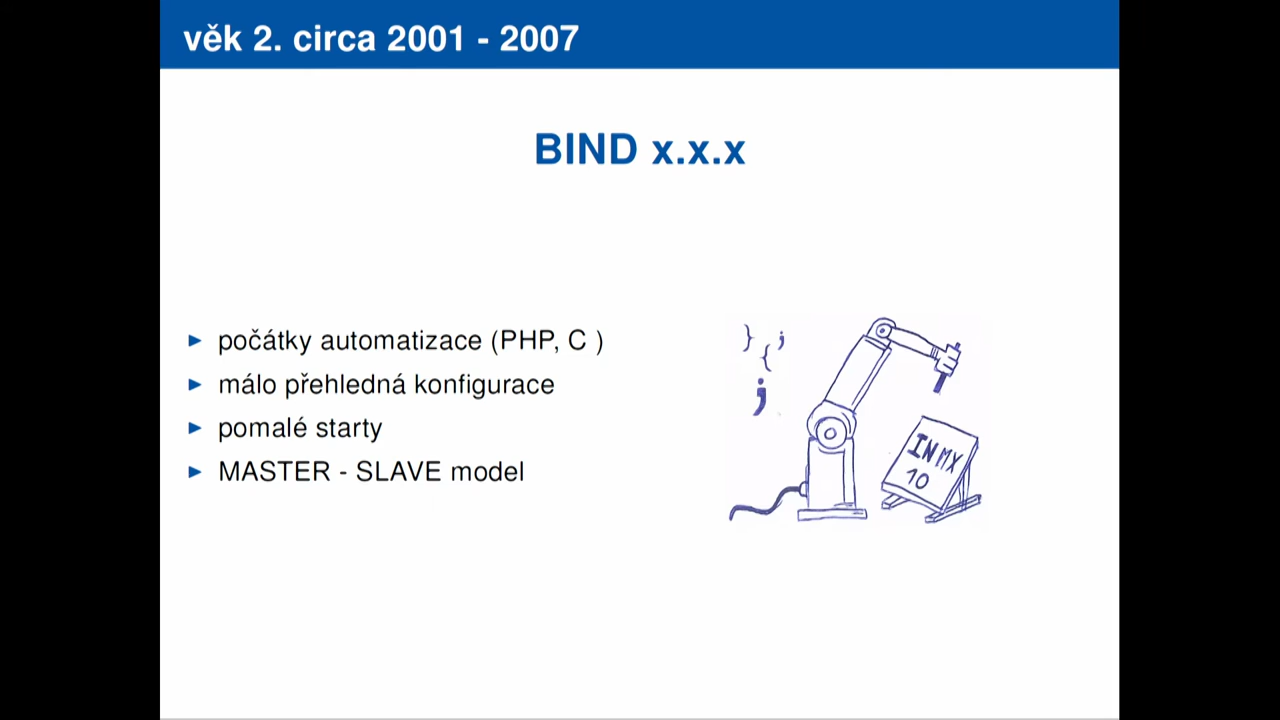 věk 2. circa 2001 - 2007
BIND x.x.x
počátky automatizace (PHP, C )
málo přehledná konfigurace
pomalé starty
MASTER - SLAVE model
} ;
{
;
IN MX
10